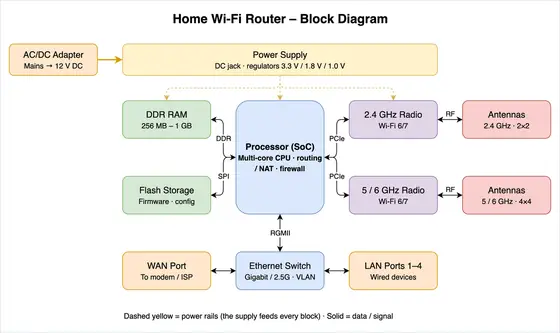 Home Wi-Fi Router – Block Diagram
AC/DC Adapter
Mains → 12 V DC
Power Supply
DC jack · regulators 3.3 V / 1.8 V / 1.0 V
DDR RAM
256 MB – 1 GB
DDR
Processor (SoC)
Multi-core CPU · routing
/ NAT · firewall
PCIe
2.4 GHz Radio
Wi-Fi 6/7
RF
Antennas
2.4 GHz · 2×2
Flash Storage
Firmware · config
SPI
PCIe
5 / 6 GHz Radio
Wi-Fi 6/7
RF
Antennas
5 / 6 GHz · 4×4
RGMII
WAN Port
To modem / ISP
Ethernet Switch
Gigabit / 2.5G · VLAN
LAN Ports 1–4
Wired devices
Dashed yellow = power rails (the supply feeds every block) · Solid = data / signal